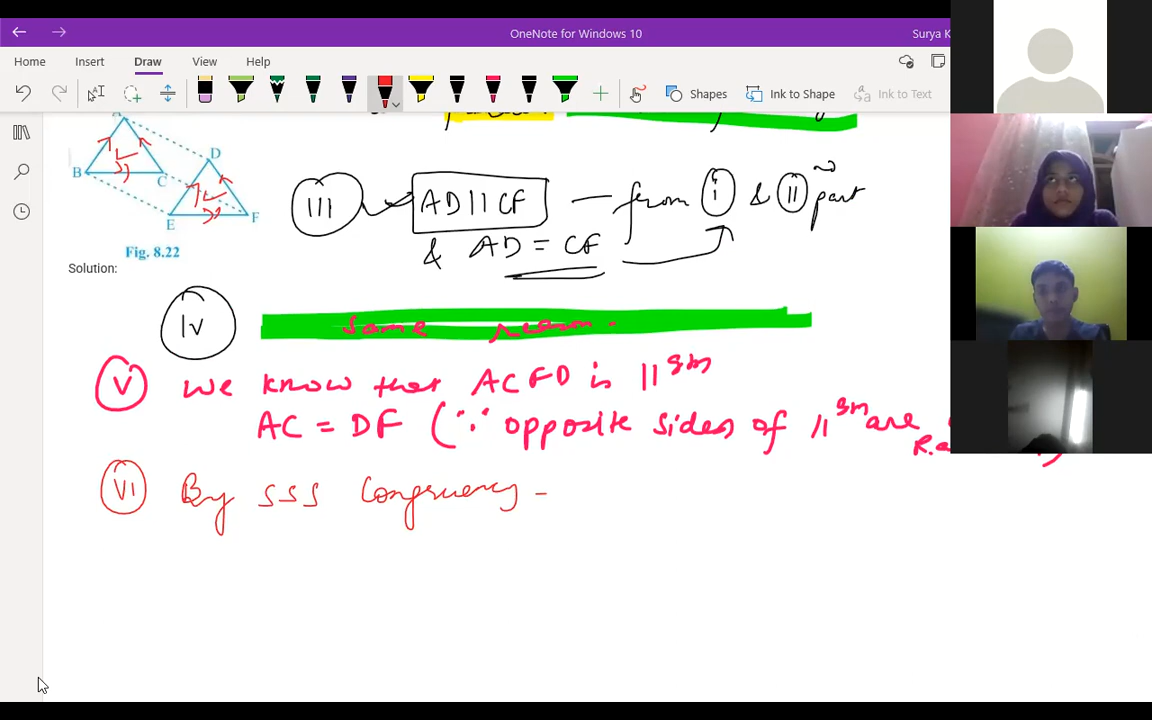 OneNote for Windows 10
Surya K
Home Insert Draw View Help
Shapes Ink to Shape Ink to Text
A
B
C
D
E
F
Fig. 8.22
Solution:
III AD || CF — from (i) & (ii) part
& AD = CF
iv same reason.
V We know that ACFD is ||gm
AC = DF (∵ opposite sides of ||gm are
VI By SSS Congruency -